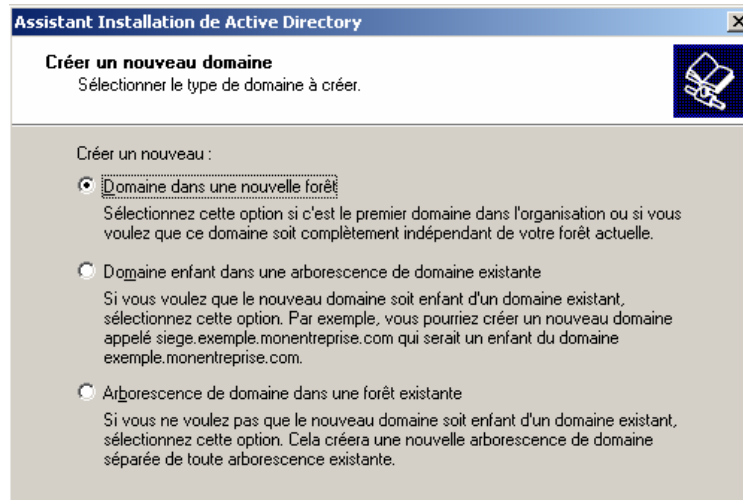 Assistant Installation de Active Directory
Créer un nouveau domaine
Sélectionner le type de domaine à créer.
Créer un nouveau :
Domaine dans une nouvelle forêt
Sélectionnez cette option si c'est le premier domaine dans l'organisation ou si vous
voulez que ce domaine soit complètement indépendant de votre forêt actuelle.
Domaine enfant dans une arborescence de domaine existante
Si vous voulez que le nouveau domaine soit enfant d'un domaine existant,
sélectionnez cette option. Par exemple, vous pourriez créer un nouveau domaine
appelé siege.exemple.monentreprise.com qui serait un enfant du domaine
exemple.monentreprise.com.
Arborescence de domaine dans une forêt existante
Si vous ne voulez pas que le nouveau domaine soit enfant d'un domaine existant,
sélectionnez cette option. Cela créera une nouvelle arborescence de domaine
séparée de toute arborescence existante.